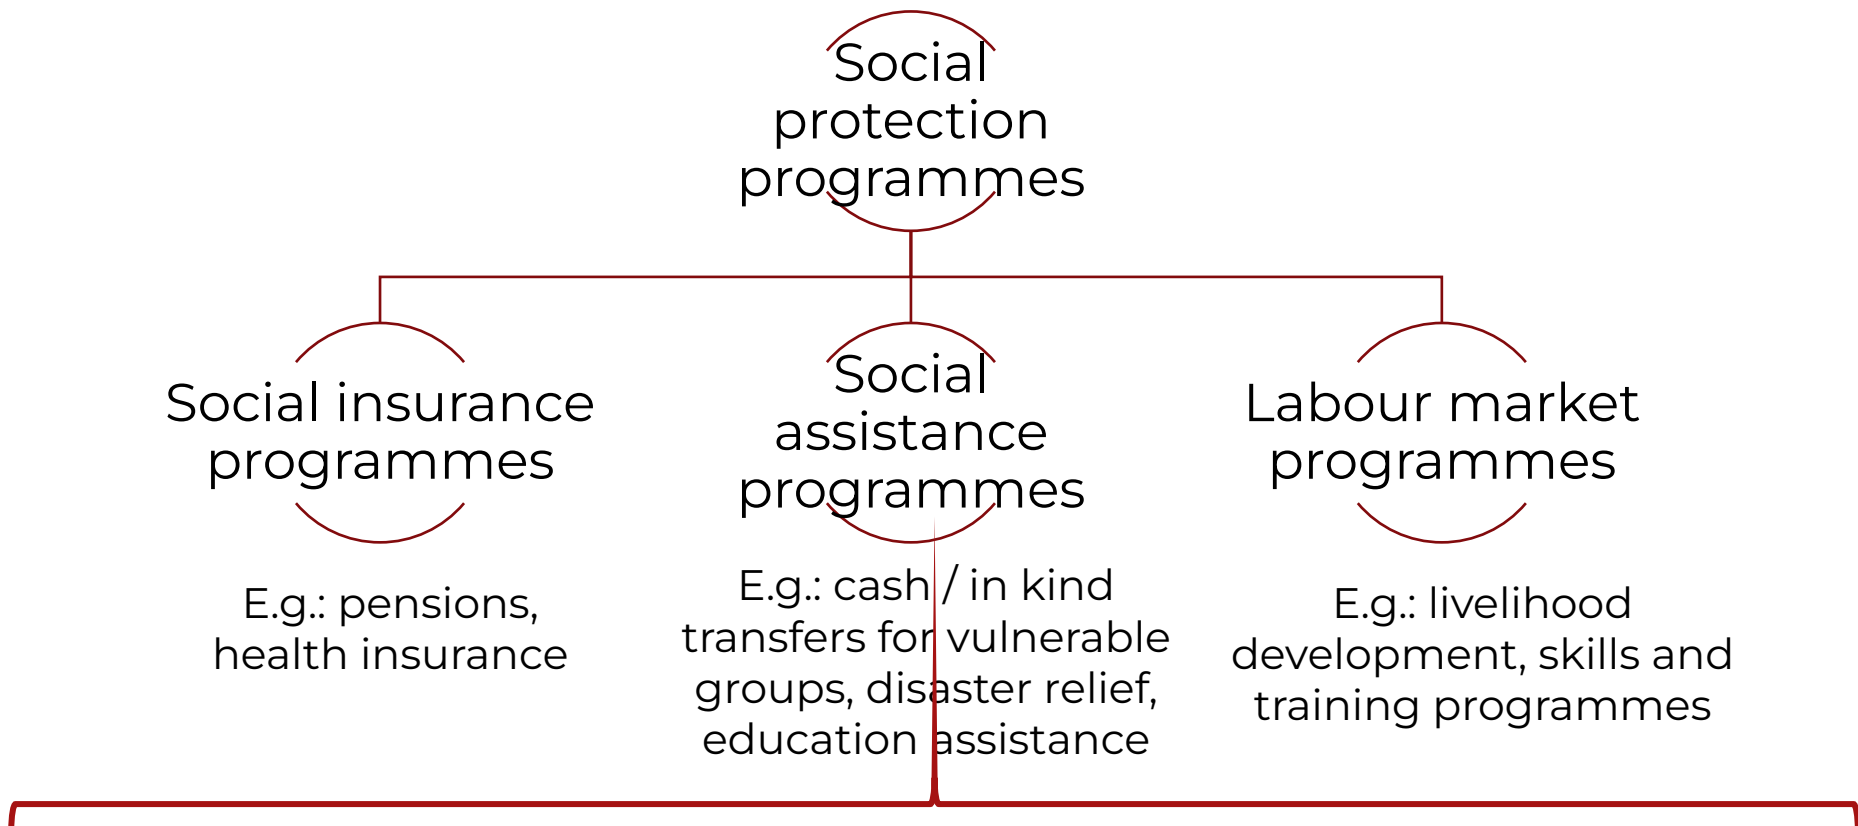 Social
protection
programmes
Social insurance
programmes
Social
assistance
programmes
Labour market
programmes
E.g.: pensions,
health insurance
E.g.: cash / in kind
transfers for vulnerable
groups, disaster relief,
education assistance
E.g.: livelihood
development, skills and
training programmes